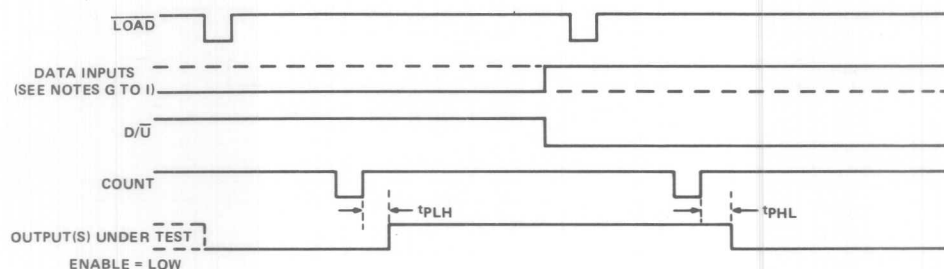 LOAD
DATA INPUTS
(SEE NOTES G TO I)
D/U
COUNT
tPLH
tPHL
OUTPUT(S) UNDER TEST
ENABLE = LOW